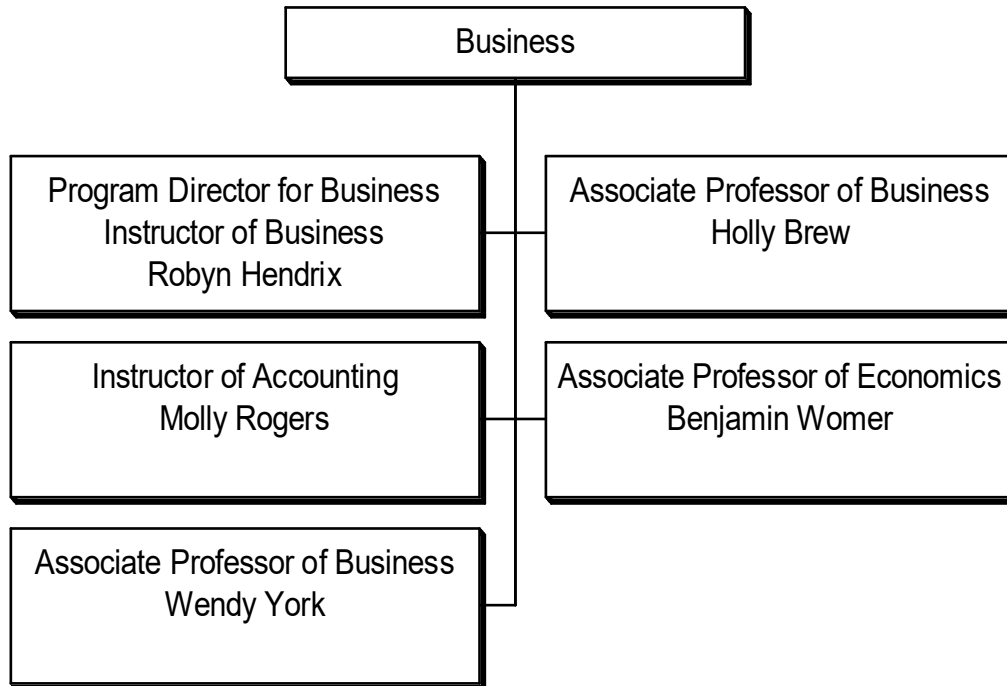 Business
Program Director for Business
Instructor of Business
Robyn Hendrix
Associate Professor of Business
Holly Brew
Instructor of Accounting
Molly Rogers
Associate Professor of Economics
Benjamin Womer
Associate Professor of Business
Wendy York